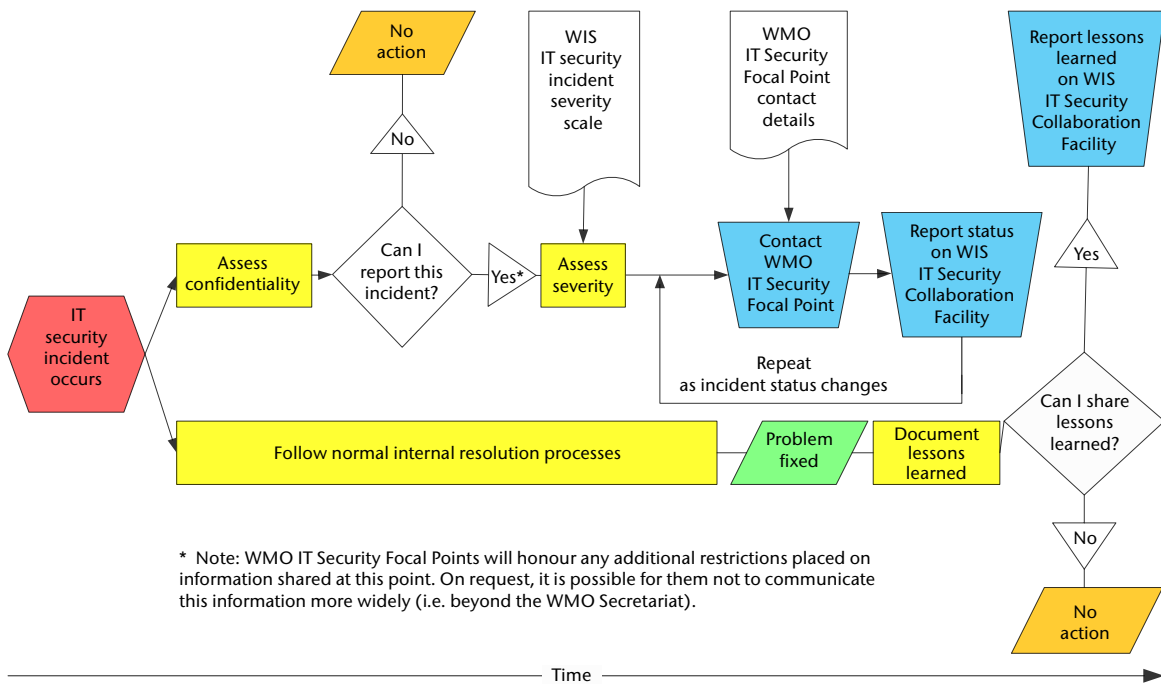 No
action
WIS
IT security
incident
severity
scale
WMO
IT Security
Focal Point
contact
details
Report lessons
learned
on WIS
IT Security
Collaboration
Facility
No
Can I
report this
incident?
Assess
confidentiality
Yes*
Assess
severity
Contact
WMO
IT Security
Focal Point
Report status
on WIS
IT Security
Collaboration
Facility
Yes
IT
security
incident
occurs
Repeat
as incident status changes
Can I share
lessons
learned?
Follow normal internal resolution processes
Problem
fixed
Document
lessons
learned
No
* Note: WMO IT Security Focal Points will honour any additional restrictions placed on
information shared at this point. On request, it is possible for them not to communicate
this information more widely (i.e. beyond the WMO Secretariat).
No
action
Time